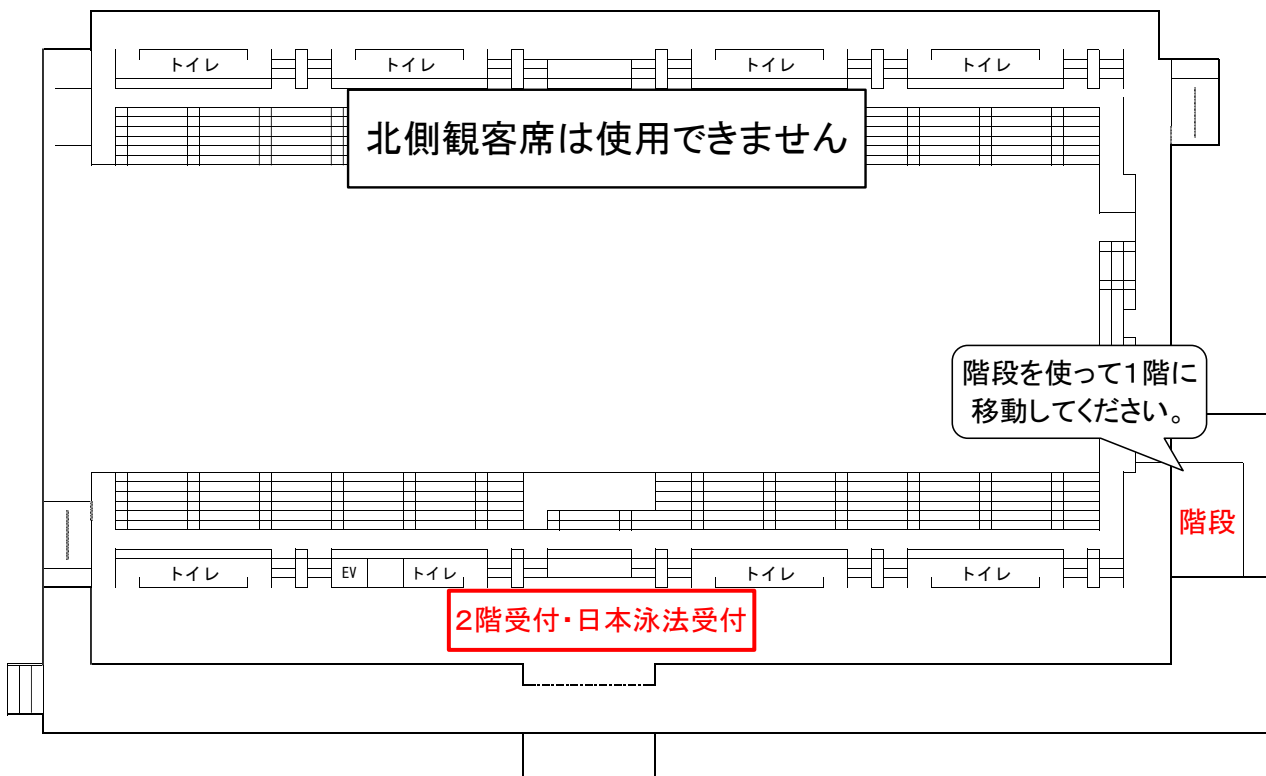 トイレ
トイレ
トイレ
トイレ
北側観客席は使用できません
階段を使って1階に
移動してください。
階段
トイレ
EV
トイレ
トイレ
トイレ
2階受付・日本泳法受付